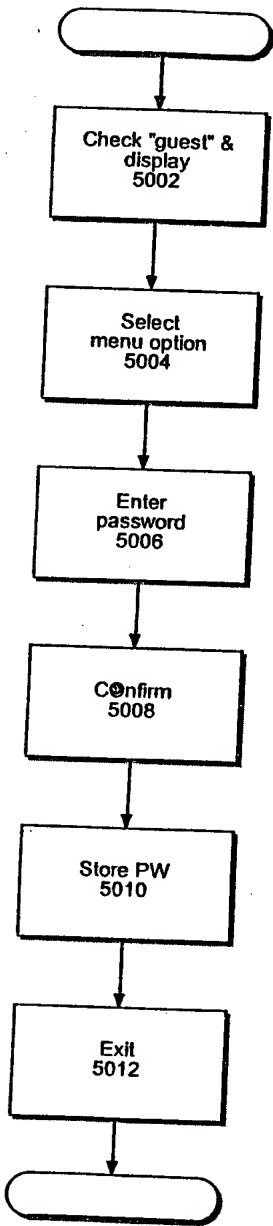 Check "guest" &
display
5002
Select
menu option
5004
Enter
password
5006
Confirm
5008
Store PW
5010
Exit
5012